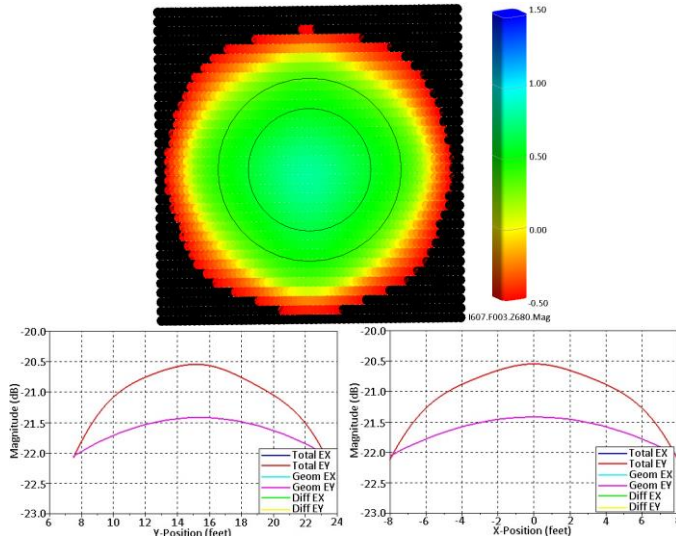 1.50
1.00
0.50
0.00
-0.50
I607.F003.Z680.Mag
-20.0
-20.5
-21.0
-21.5
-22.0
-22.5
-23.0
Magnitude (dB)
6 8 10 12 14 16 18 20 22 24
Y-Position (feet)
Total EX
Total EY
Geom EX
Geom EY
Diff EX
Diff EY
-20.0
-20.5
-21.0
-21.5
-22.0
-22.5
-23.0
Magnitude (dB)
-8 -6 -4 -2 0 2 4 6 8
X-Position (feet)
Total EX
Total EY
Geom EX
Geom EY
Diff EX
Diff EY